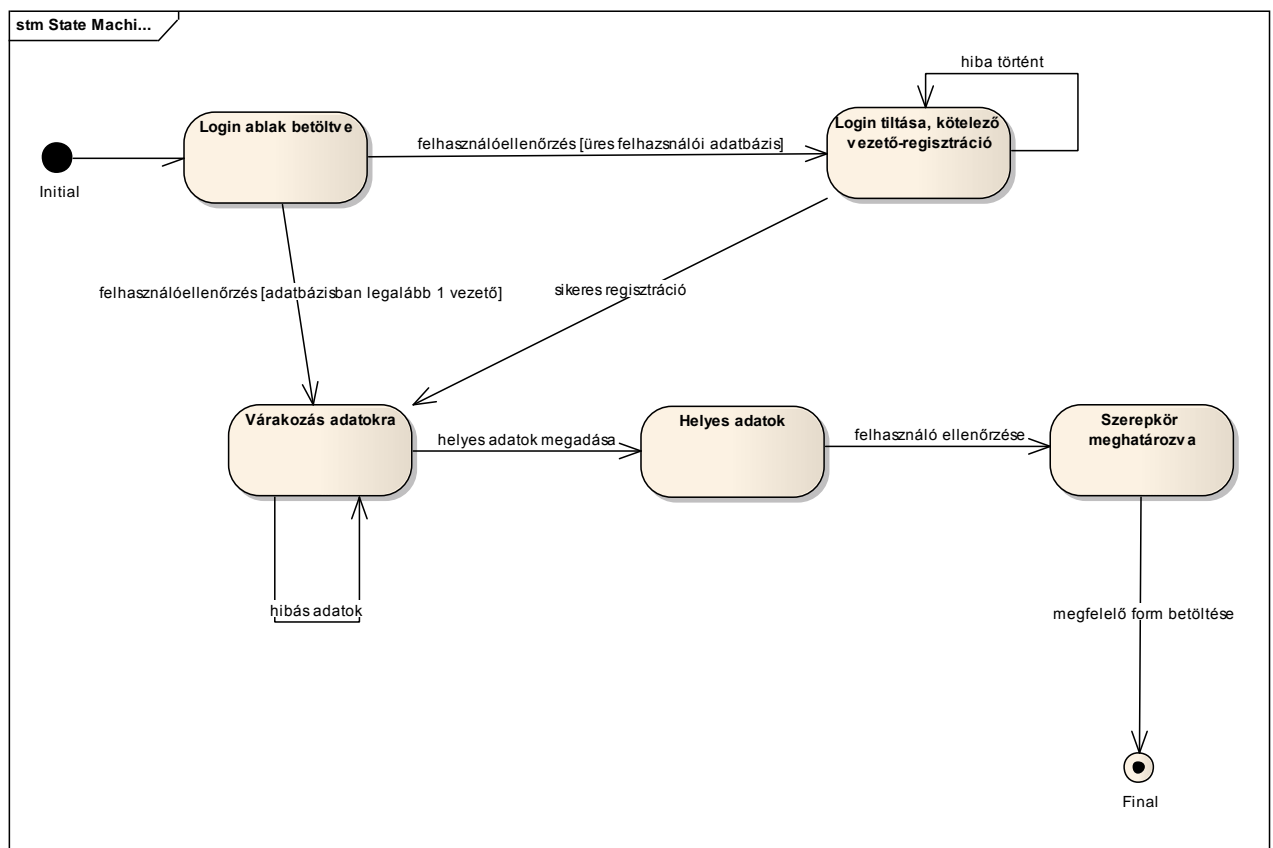 stm State Machi...
hiba történt
Login ablak betöltve
Login tiltása, kötelező
vezető-regisztráció
felhasználóellenőrzés [üres felhazsnálói adatbázis]
Initial
felhasználóellenőrzés [adatbázisban legalább 1 vezető]
sikeres regisztráció
Várakozás adatokra
Helyes adatok
Szerepkör
meghatározva
helyes adatok megadása
felhasználó ellenőrzése
hibás adatok
megfelelő form betöltése
Final